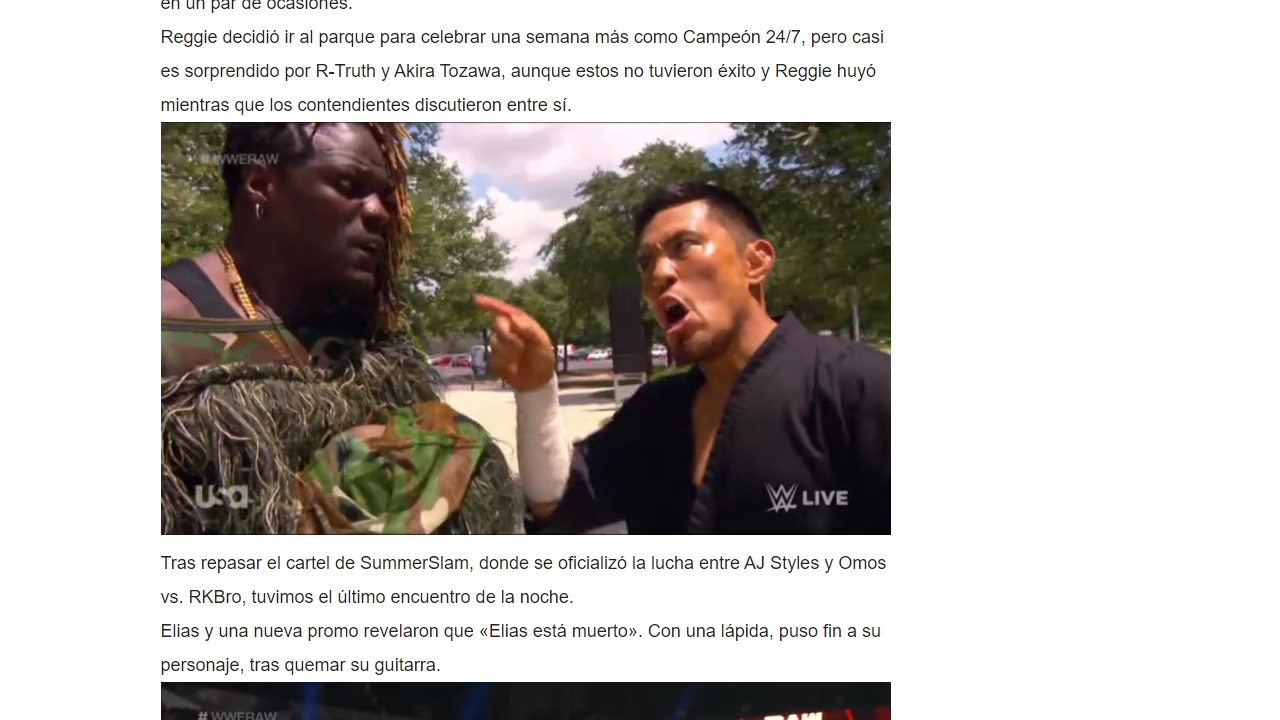 en un par de ocasiones.
Reggie decidió ir al parque para celebrar una semana más como Campeón 24/7, pero casi
es sorprendido por R-Truth y Akira Tozawa, aunque estos no tuvieron éxito y Reggie huyó
mientras que los contendientes discutieron entre sí.
#WWERAW
usa
W LIVE
Tras repasar el cartel de SummerSlam, donde se oficializó la lucha entre AJ Styles y Omos
vs. RKBro, tuvimos el último encuentro de la noche.
Elias y una nueva promo revelaron que «Elias está muerto». Con una lápida, puso fin a su
personaje, tras quemar su guitarra.
#WWERAW
RAW